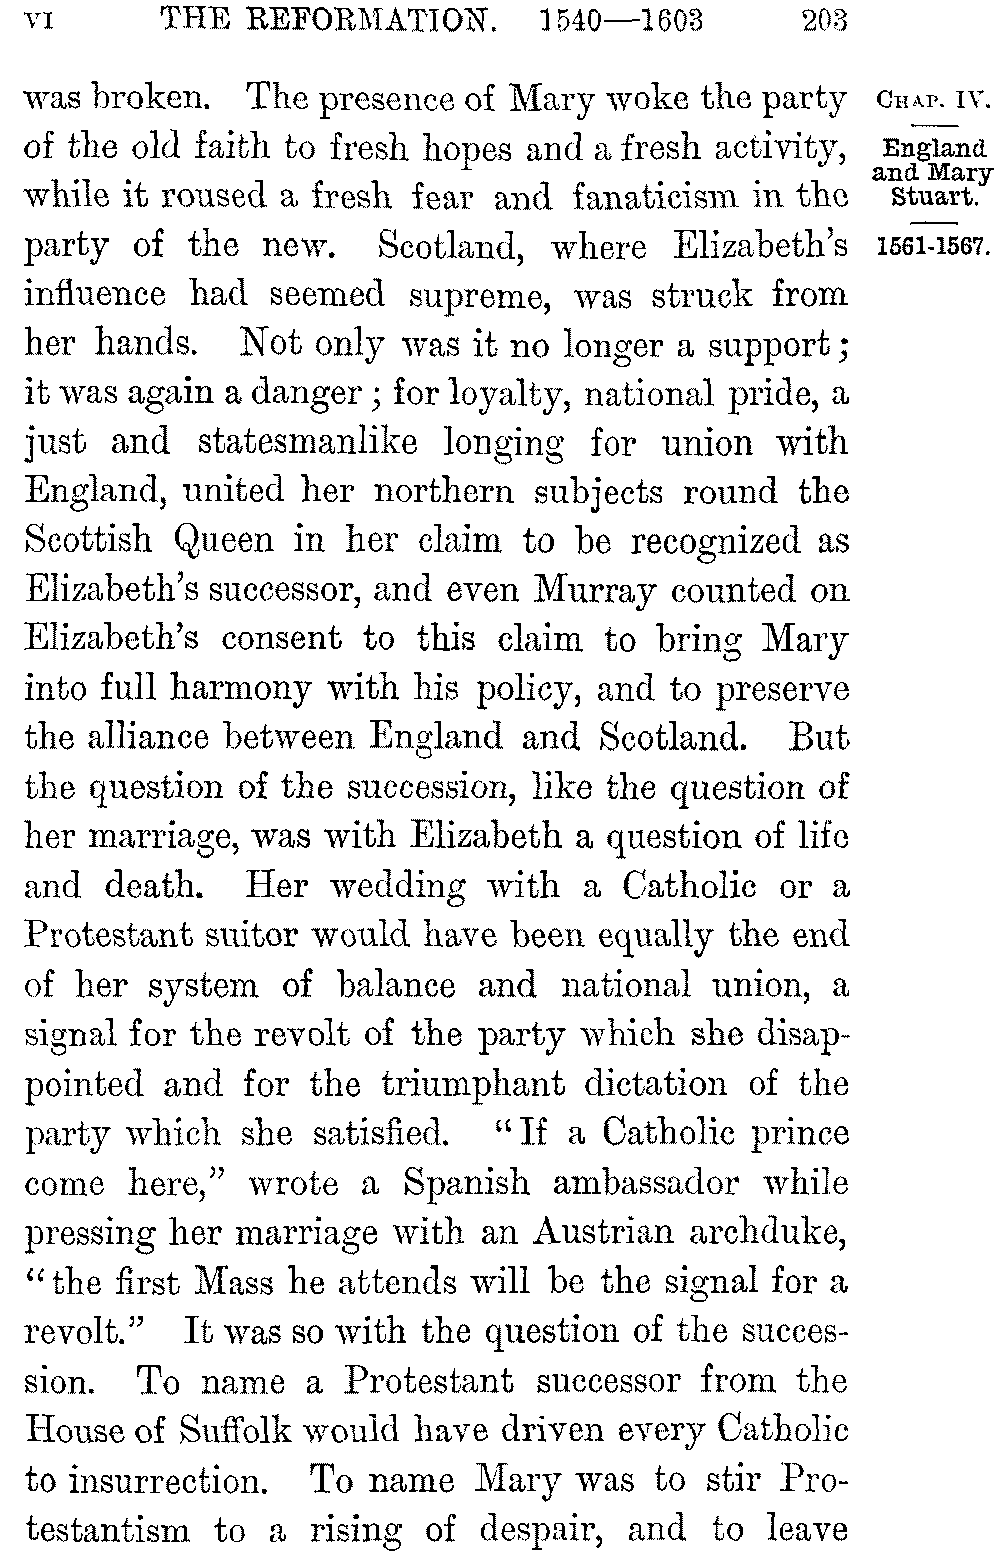 VI THE REFORMATION. 1540—1603 203
was broken. The presence of Mary woke the party
of the old faith to fresh hopes and a fresh activity,
while it roused a fresh fear and fanaticism in the
party of the new. Scotland, where Elizabeth's
influence had seemed supreme, was struck from
her hands. Not only was it no longer a support;
it was again a danger; for loyalty, national pride, a
just and statesmanlike longing for union with
England, united her northern subjects round the
Scottish Queen in her claim to be recognized as
Elizabeth's successor, and even Murray counted on
Elizabeth's consent to this claim to bring Mary
into full harmony with his policy, and to preserve
the alliance between England and Scotland. But
the question of the succession, like the question of
her marriage, was with Elizabeth a question of life
and death. Her wedding with a Catholic or a
Protestant suitor would have been equally the end
of her system of balance and national union, a
signal for the revolt of the party which she disap-
pointed and for the triumphant dictation of the
party which she satisfied. "If a Catholic prince
come here," wrote a Spanish ambassador while
pressing her marriage with an Austrian archduke,
"the first Mass he attends will be the signal for a
revolt." It was so with the question of the succes-
sion. To name a Protestant successor from the
House of Suffolk would have driven every Catholic
to insurrection. To name Mary was to stir Pro-
testantism to a rising of despair, and to leave
CHAP. IV.
England
and Mary
Stuart.
1561-1567.